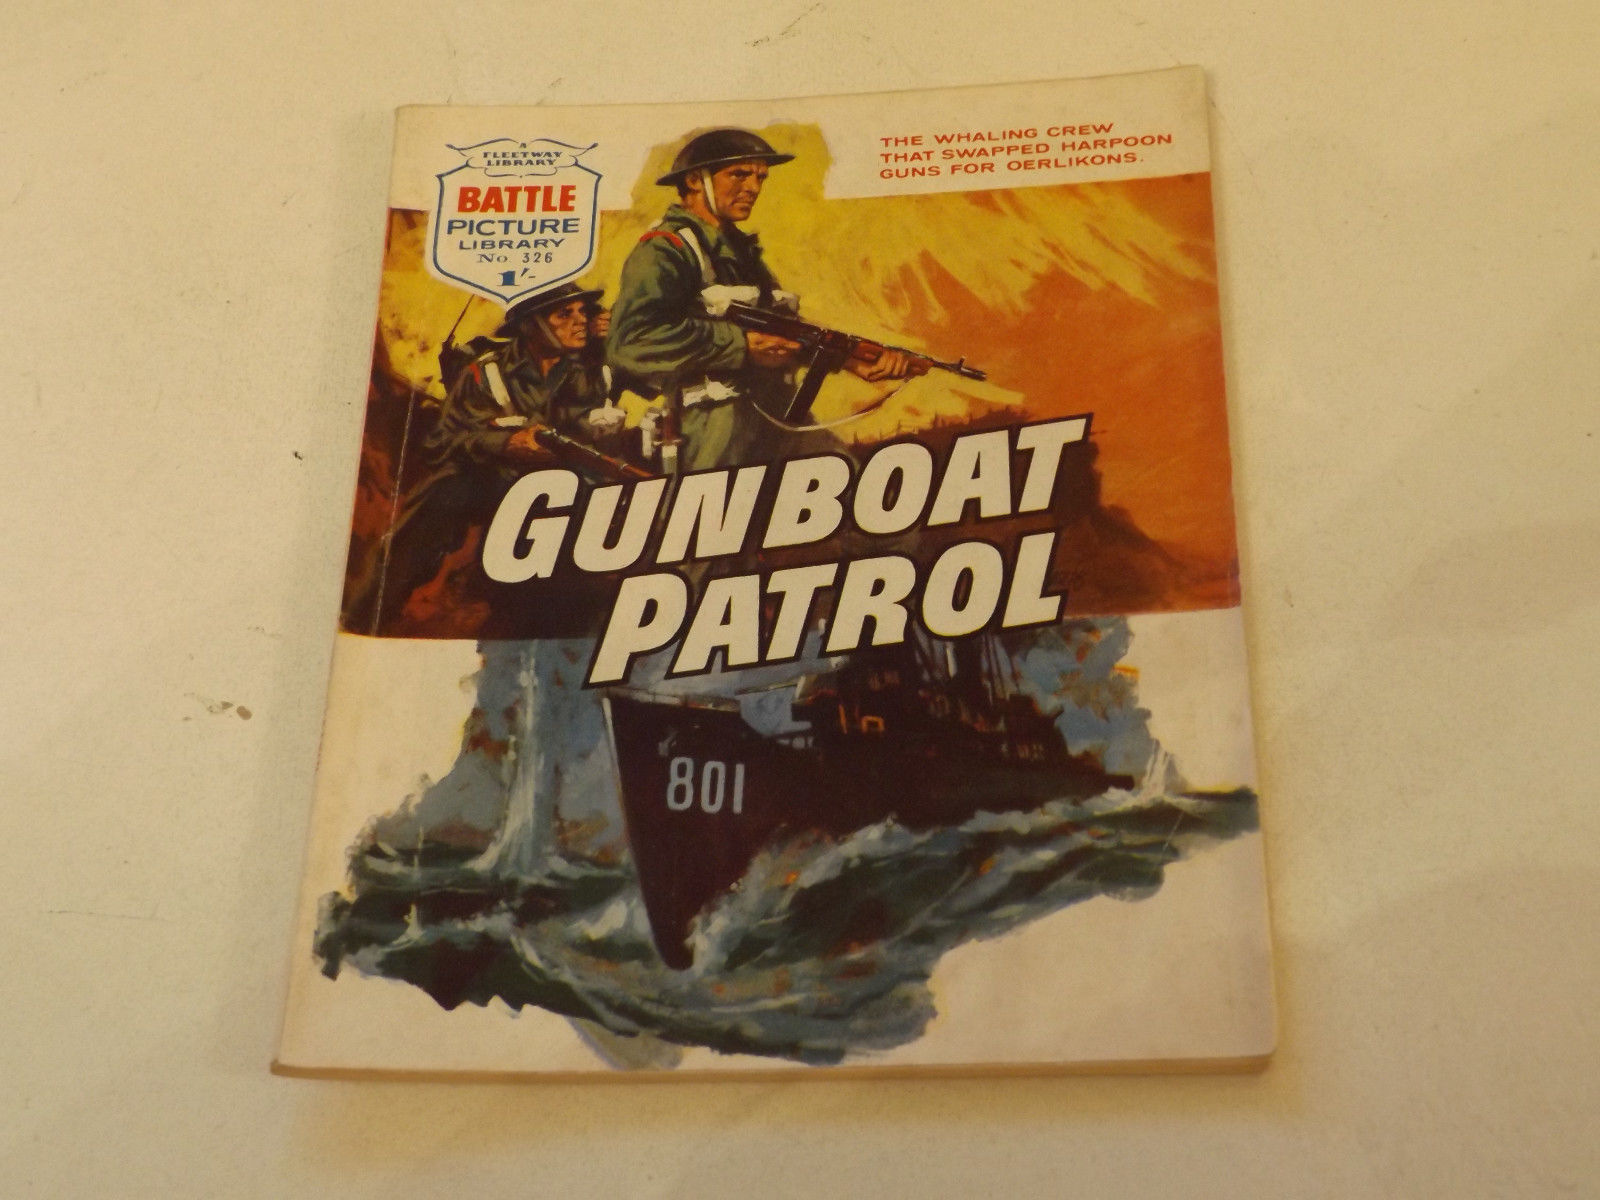 A
FLEETWAY
LIBRARY
BATTLE
PICTURE
LIBRARY
No 326
1/-
THE WHALING CREW
THAT SWAPPED HARPOON
GUNS FOR OERLIKONS.
GUNBOAT
PATROL
801